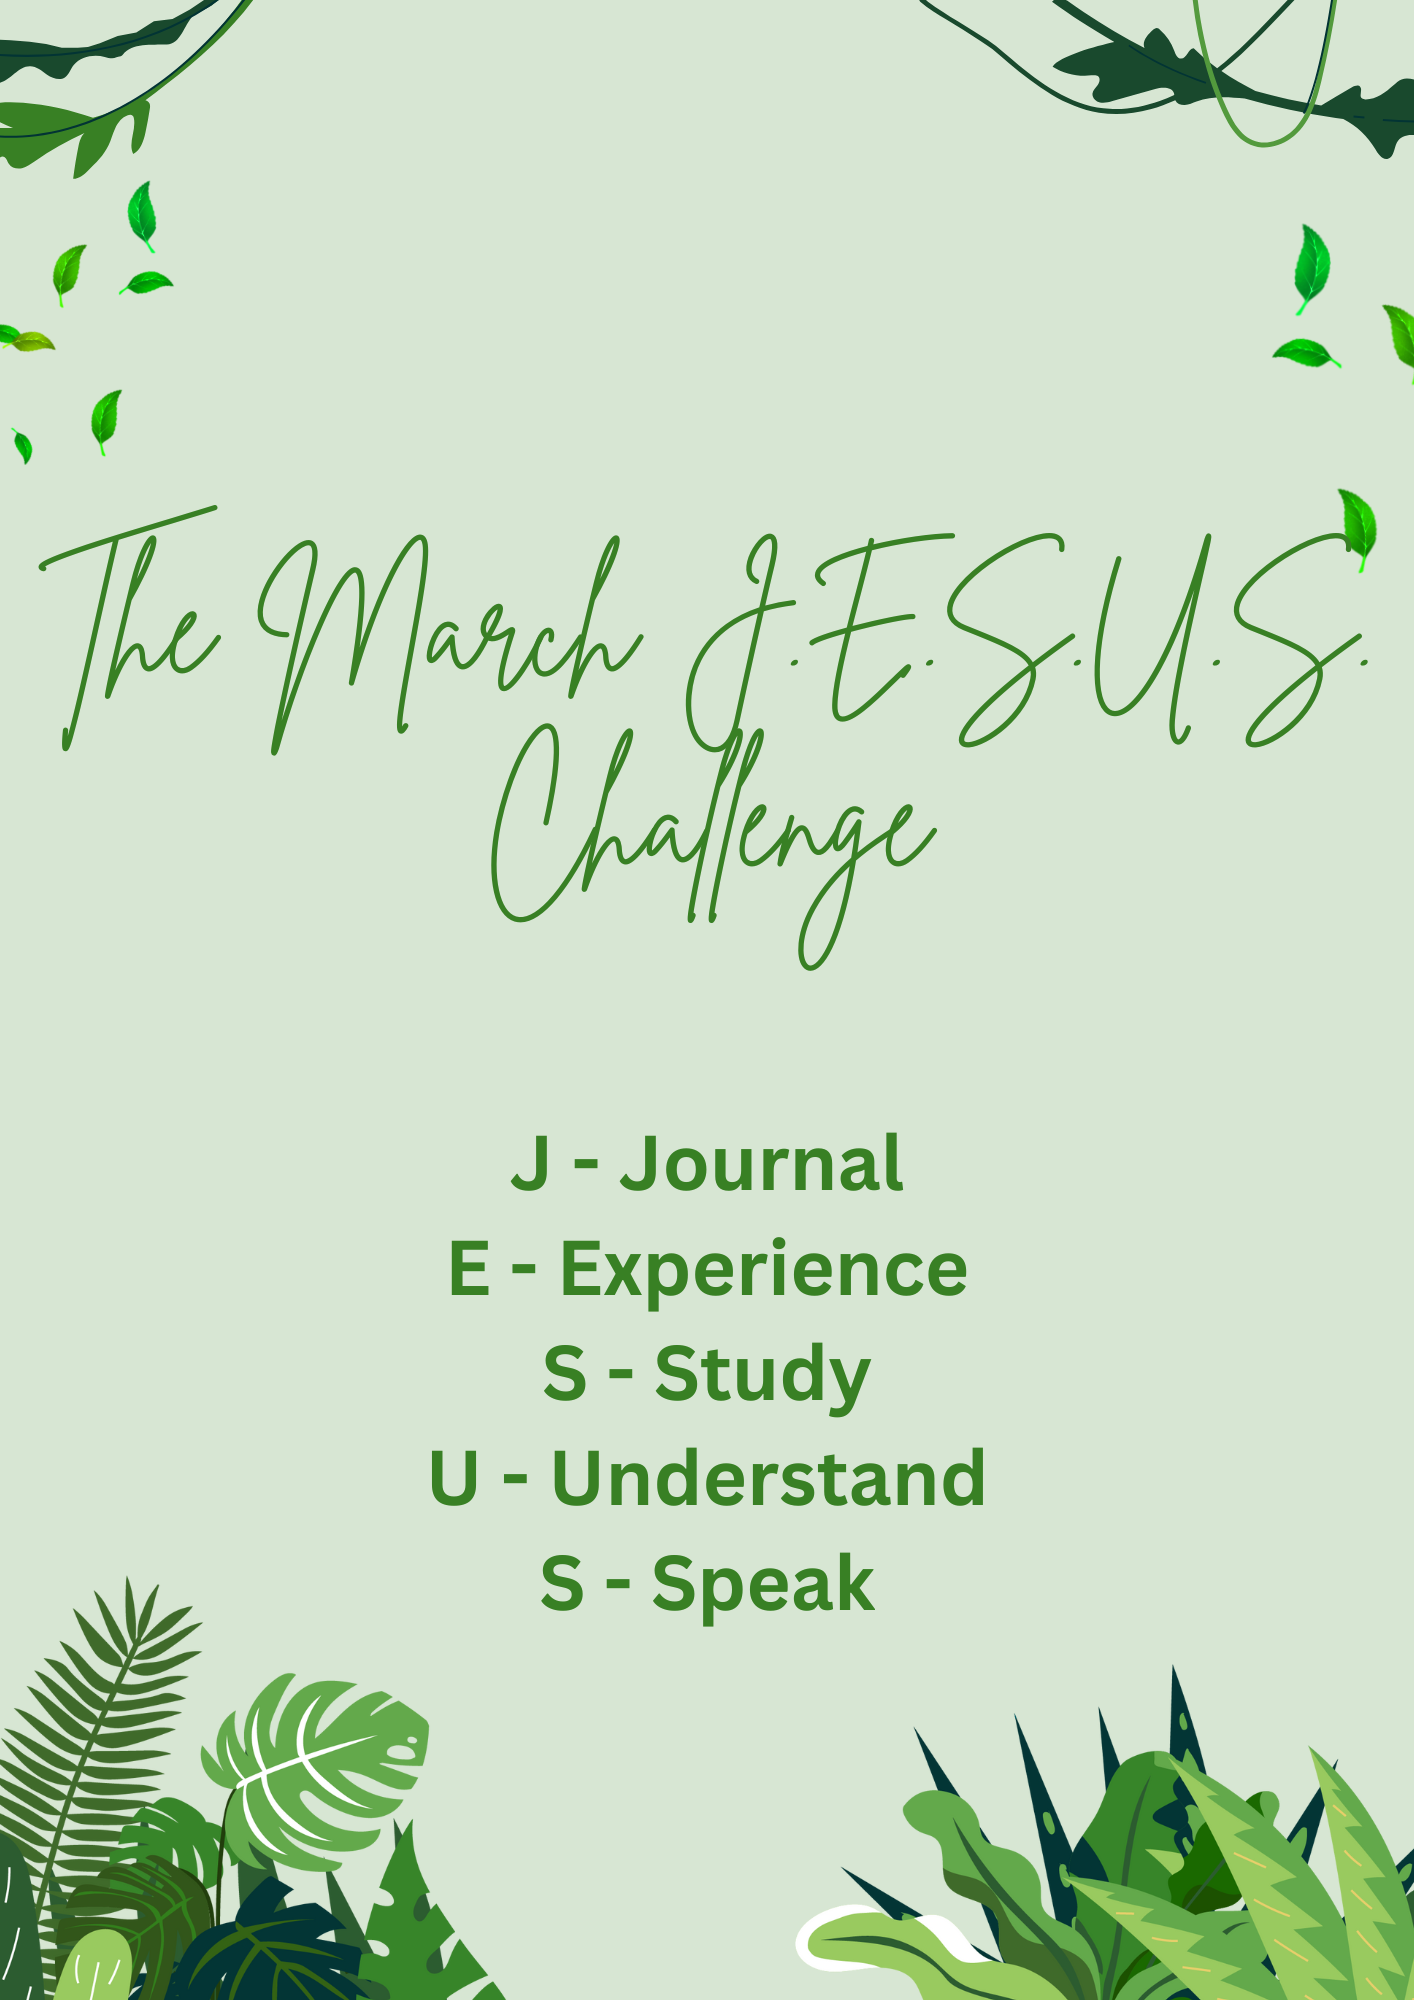 The March J.E.S.U.S.
Challenge
J - Journal
E - Experience
S - Study
U - Understand
S - Speak